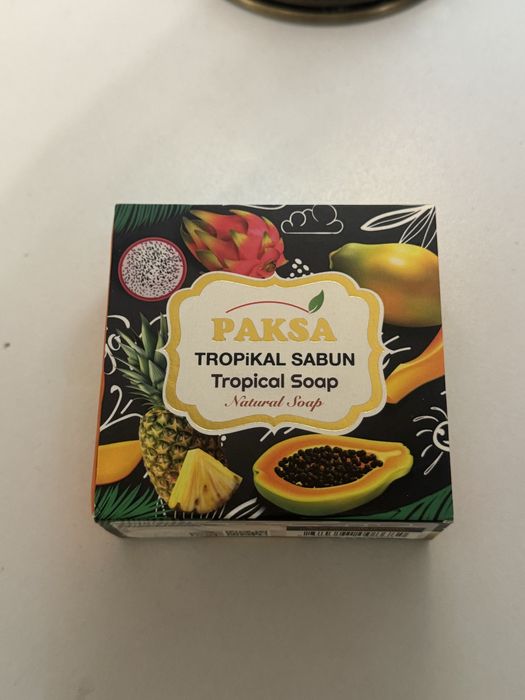 PAKSA
TROPiKAL SABUN
Tropical Soap
Natural Soap